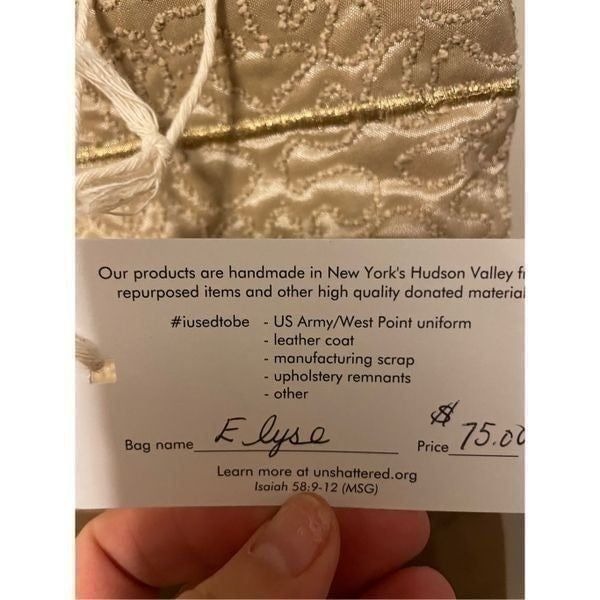 Our products are handmade in New York's Hudson Valley f
repurposed items and other high quality donated material
#iusedtobe - US Army/West Point uniform
- leather coat
- manufacturing scrap
- upholstery remnants
- other
Bag name Elyse Price $ 75.00
Learn more at unshattered.org
Isaiah 58:9-12 (MSG)